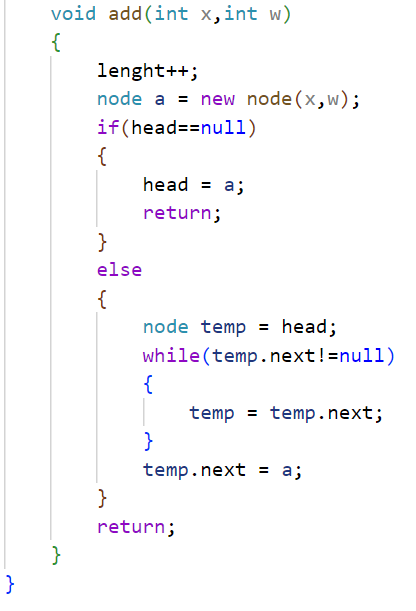 void add(int x,int w)
{
lenght++;
node a = new node(x,w);
if(head==null)
{
head = a;
return;
}
else
{
node temp = head;
while(temp.next!=null)
{
temp = temp.next;
}
temp.next = a;
}
return;
}
}